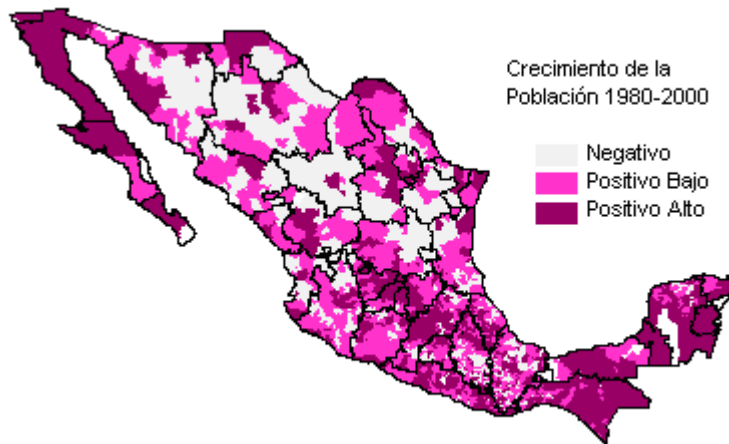 Crecimiento de la
Población 1980-2000
Negativo
Positivo Bajo
Positivo Alto